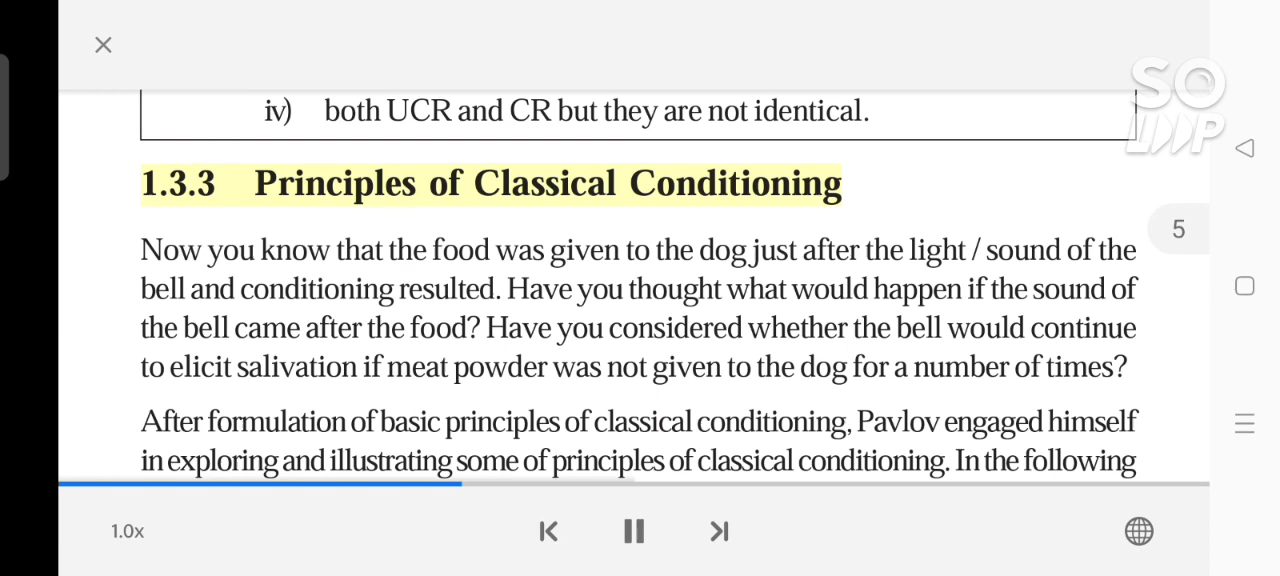 SO
LOOP
iv) both UCR and CR but they are not identical.
1.3.3 Principles of Classical Conditioning
5
Now you know that the food was given to the dog just after the light / sound of the
bell and conditioning resulted. Have you thought what would happen if the sound of
the bell came after the food? Have you considered whether the bell would continue
to elicit salivation if meat powder was not given to the dog for a number of times?
After formulation of basic principles of classical conditioning, Pavlov engaged himself
in exploring and illustrating some of principles of classical conditioning. In the following
1.0x